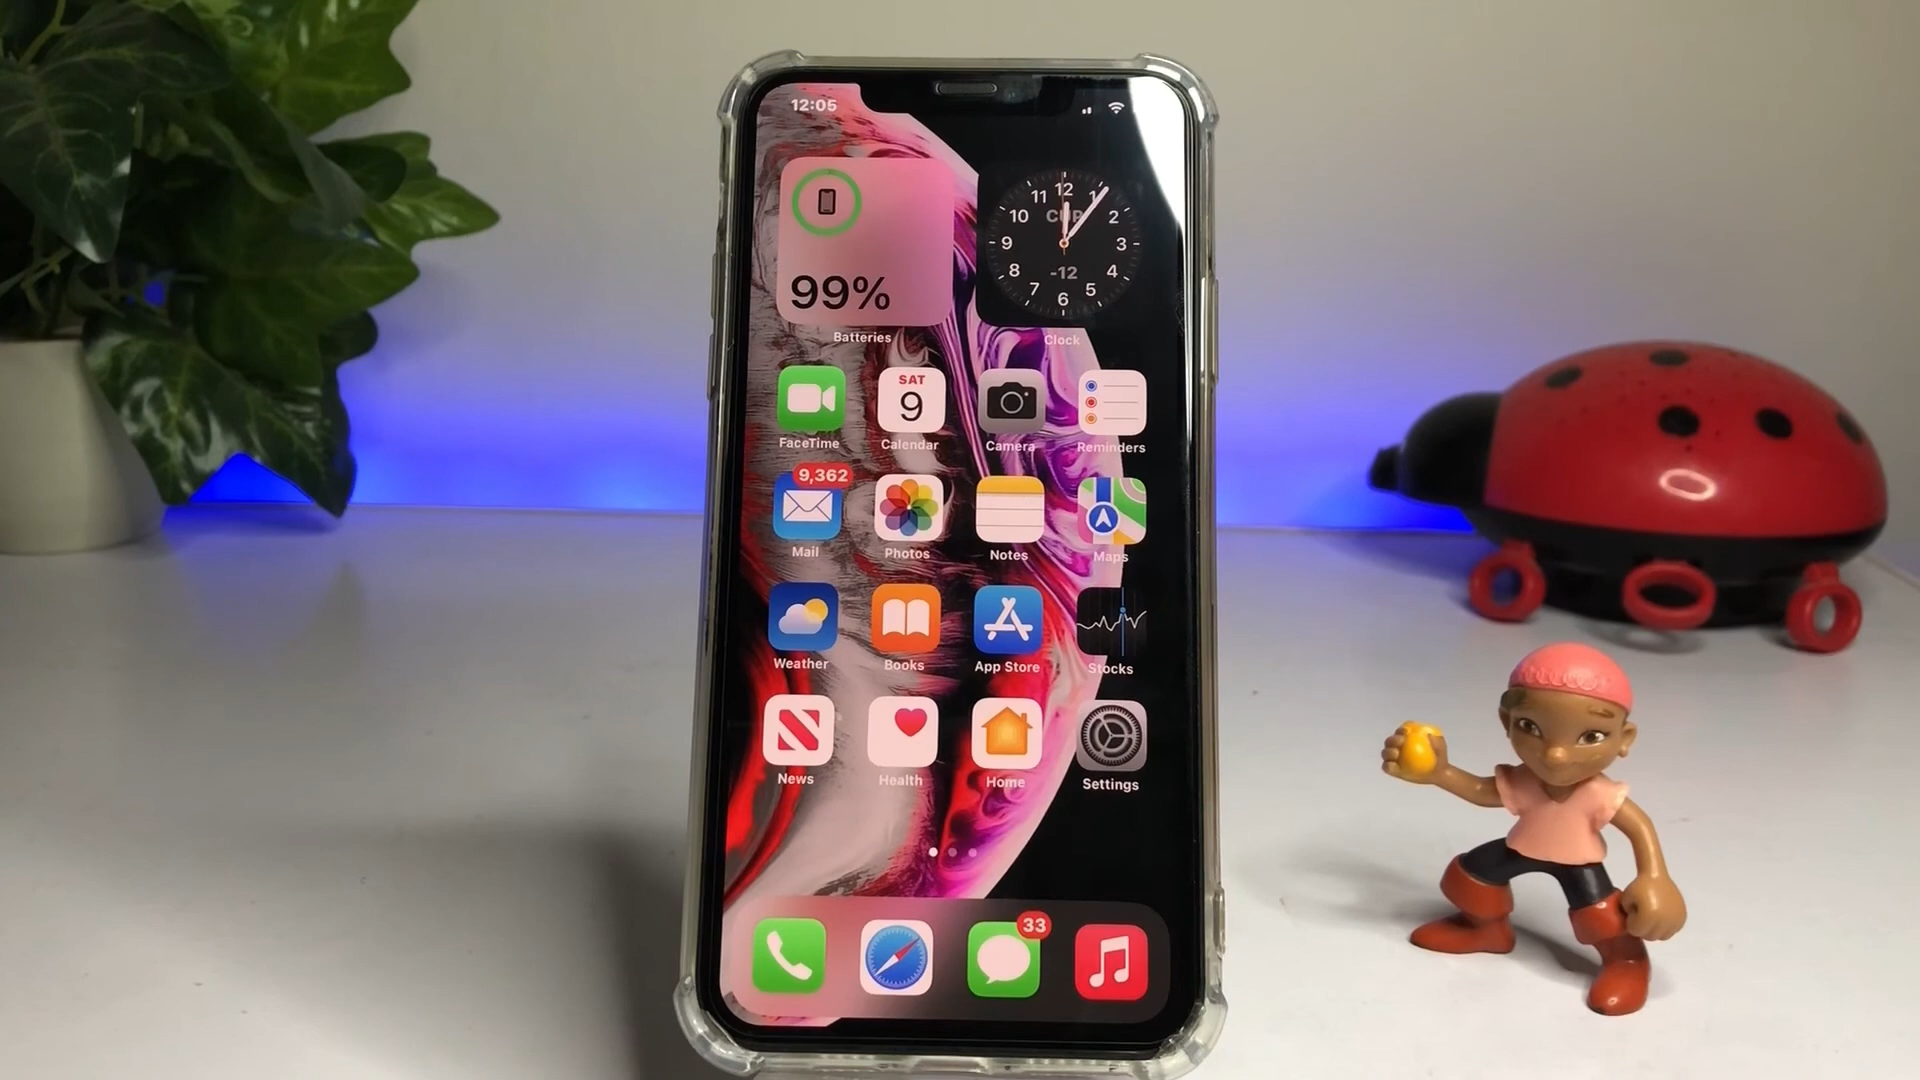 12:05
99%
Batteries
12
1
2
3
4
5
6
7
8
9
10
11
CUP
-12
Clock
FaceTime
SAT
9
Calendar
Camera
Reminders
9,362
Mail
Photos
Notes
Maps
Weather
Books
App Store
Stocks
News
Health
Home
Settings
33